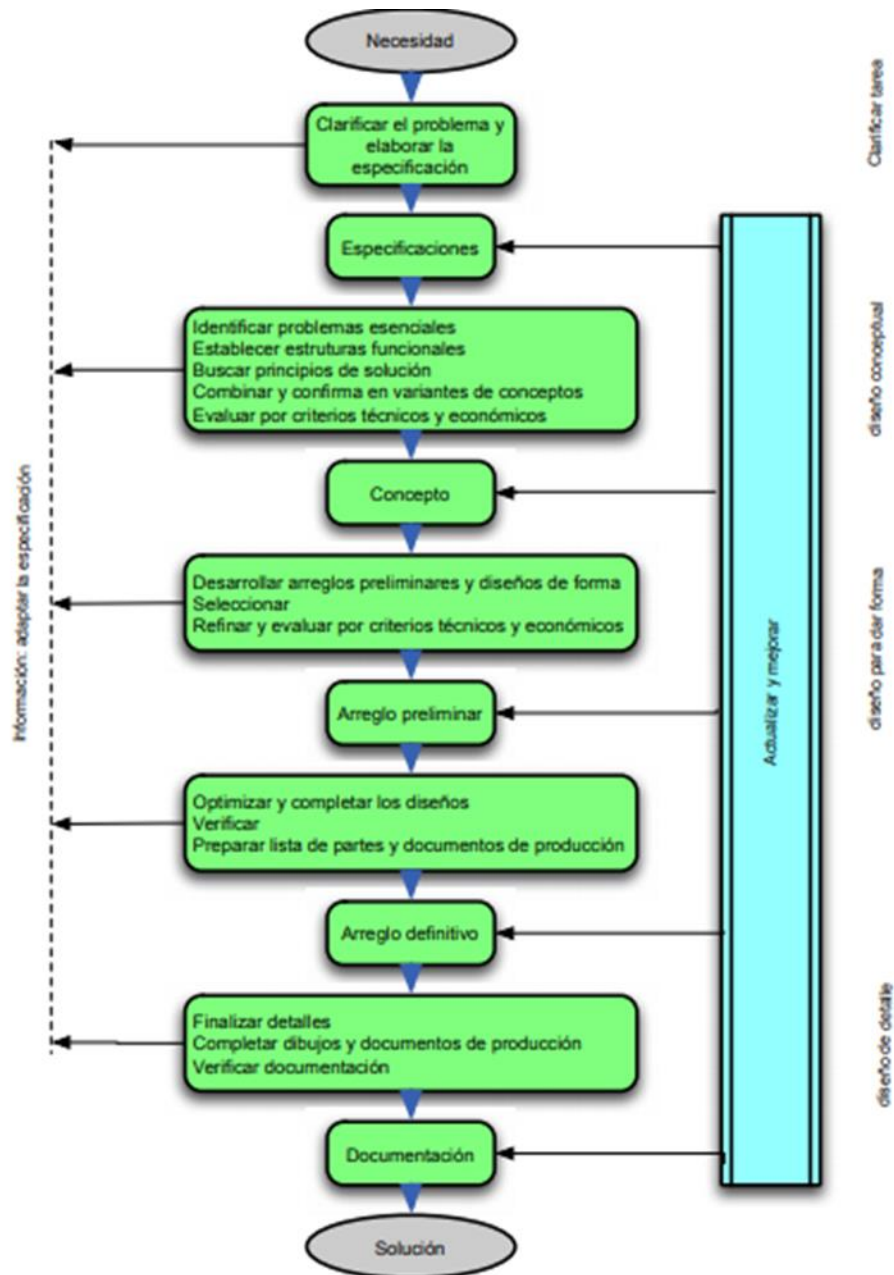 Necesidad
Clarificar tarea
Clarificar el problema y
elaborar la
especificación
Especificaciones
Identificar problemas esenciales
Establecer estruturas funcionales
Buscar principios de solución
Combinar y confirma en variantes de conceptos
Evaluar por criterios técnicos y económicos
diseño conceptual
Concepto
Información: adaptar la especificación
Desarrollar arreglos preliminares y diseños de forma
Seleccionar
Refinar y evaluar por criterios técnicos y económicos
diseño para dar forma
Actualizar y mejorar
Arreglo preliminar
Optimizar y completar los diseños
Verificar
Preparar lista de partes y documentos de producción
Arreglo definitivo
Finalizar detalles
Completar dibujos y documentos de producción
Verificar documentación
diseño de detalle
Documentación
Solución